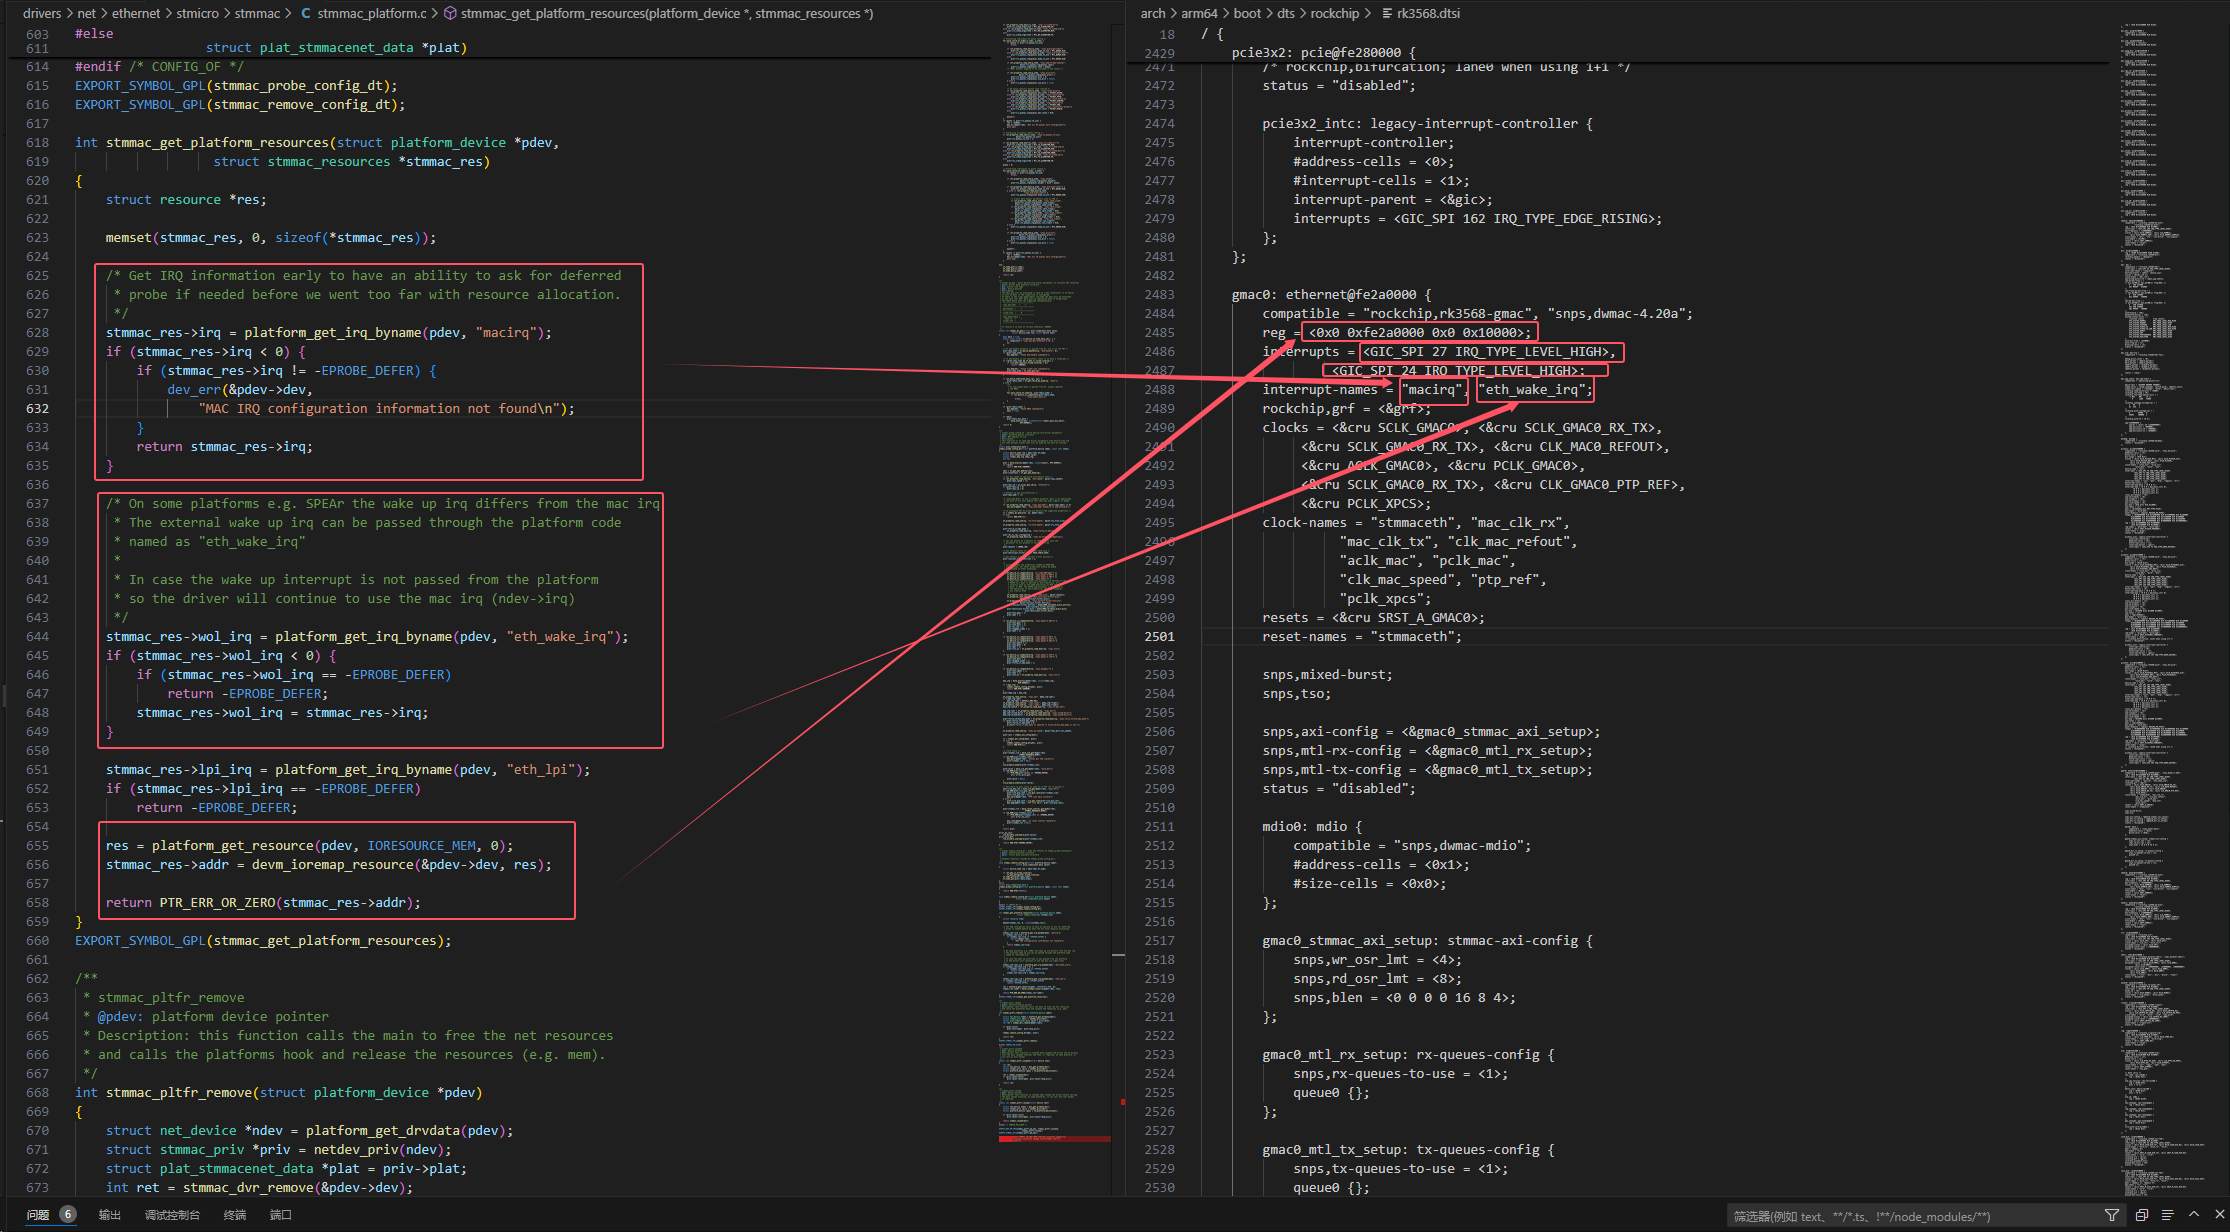 drivers > net > ethernet > stmicro > stmmac > C stmmac_platform.c > stmmac_get_platform_resources(platform_device *, stmmac_resources *)
603 #else
611 struct plat_stmmacenet_data *plat)
614 #endif /* CONFIG_OF */
615 EXPORT_SYMBOL_GPL(stmmac_probe_config_dt);
616 EXPORT_SYMBOL_GPL(stmmac_remove_config_dt);
617
618 int stmmac_get_platform_resources(struct platform_device *pdev,
619 struct stmmac_resources *stmmac_res)
620 {
621 struct resource *res;
622
623 memset(stmmac_res, 0, sizeof(*stmmac_res));
624
625 /* Get IRQ information early to have an ability to ask for deferred
626 * probe if needed before we went too far with resource allocation.
627 */
628 stmmac_res->irq = platform_get_irq_byname(pdev, "macirq");
629 if (stmmac_res->irq < 0) {
630 if (stmmac_res->irq != -EPROBE_DEFER) {
631 dev_err(&pdev->dev,
632 "MAC IRQ configuration information not found\n");
633 }
634 return stmmac_res->irq;
635 }
636
637 /* On some platforms e.g. SPEAr the wake up irq differs from the mac irq
638 * The external wake up irq can be passed through the platform code
639 * named as "eth_wake_irq"
640 *
641 * In case the wake up interrupt is not passed from the platform
642 * so the driver will continue to use the mac irq (ndev->irq)
643 */
644 stmmac_res->wol_irq = platform_get_irq_byname(pdev, "eth_wake_irq");
645 if (stmmac_res->wol_irq < 0) {
646 if (stmmac_res->wol_irq == -EPROBE_DEFER)
647 return -EPROBE_DEFER;
648 stmmac_res->wol_irq = stmmac_res->irq;
649 }
650
651 stmmac_res->lpi_irq = platform_get_irq_byname(pdev, "eth_lpi");
652 if (stmmac_res->lpi_irq == -EPROBE_DEFER)
653 return -EPROBE_DEFER;
654
655 res = platform_get_resource(pdev, IORESOURCE_MEM, 0);
656 stmmac_res->addr = devm_ioremap_resource(&pdev->dev, res);
657
658 return PTR_ERR_OR_ZERO(stmmac_res->addr);
659 }
660 EXPORT_SYMBOL_GPL(stmmac_get_platform_resources);
661
662 /**
663 * stmmac_pltfr_remove
664 * @pdev: platform device pointer
665 * Description: this function calls the main to free the net resources
666 * and calls the platforms hook and release the resources (e.g. mem).
667 */
668 int stmmac_pltfr_remove(struct platform_device *pdev)
669 {
670 struct net_device *ndev = platform_get_drvdata(pdev);
671 struct stmmac_priv *priv = netdev_priv(ndev);
672 struct plat_stmmacenet_data *plat = priv->plat;
673 int ret = stmmac_dvr_remove(&pdev->dev);
arch > arm64 > boot > dts > rockchip > rk3568.dtsi
18 / {
2429 pcie3x2: pcie@fe280000 {
2471 /* rockchip,bifurcation; lane0 when using 1+1 */
2472 status = "disabled";
2473
2474 pcie3x2_intc: legacy-interrupt-controller {
2475 interrupt-controller;
2476 #address-cells = <0>;
2477 #interrupt-cells = <1>;
2478 interrupt-parent = <&gic>;
2479 interrupts = <GIC_SPI 162 IRQ_TYPE_EDGE_RISING>;
2480 };
2481 };
2482
2483 gmac0: ethernet@fe2a0000 {
2484 compatible = "rockchip,rk3568-gmac", "snps,dwmac-4.20a";
2485 reg = <0x0 0xfe2a0000 0x0 0x10000>;
2486 interrupts = <GIC_SPI 27 IRQ_TYPE_LEVEL_HIGH>,
2487 <GIC_SPI 24 IRQ_TYPE_LEVEL_HIGH>;
2488 interrupt-names = "macirq", "eth_wake_irq";
2489 rockchip,grf = <&grf>;
2490 clocks = <&cru SCLK_GMAC0>, <&cru SCLK_GMAC0_RX_TX>,
2491 <&cru SCLK_GMAC0_RX_TX>, <&cru CLK_MAC0_REFOUT>,
2492 <&cru ACLK_GMAC0>, <&cru PCLK_GMAC0>,
2493 <&cru SCLK_GMAC0_RX_TX>, <&cru CLK_GMAC0_PTP_REF>,
2494 <&cru PCLK_XPCS>;
2495 clock-names = "stmmaceth", "mac_clk_rx",
2496 "mac_clk_tx", "clk_mac_refout",
2497 "aclk_mac", "pclk_mac",
2498 "clk_mac_speed", "ptp_ref",
2499 "pclk_xpcs";
2500 resets = <&cru SRST_A_GMAC0>;
2501 reset-names = "stmmaceth";
2502
2503 snps,mixed-burst;
2504 snps,tso;
2505
2506 snps,axi-config = <&gmac0_stmmac_axi_setup>;
2507 snps,mtl-rx-config = <&gmac0_mtl_rx_setup>;
2508 snps,mtl-tx-config = <&gmac0_mtl_tx_setup>;
2509 status = "disabled";
2510
2511 mdio0: mdio {
2512 compatible = "snps,dwmac-mdio";
2513 #address-cells = <0x1>;
2514 #size-cells = <0x0>;
2515 };
2516
2517 gmac0_stmmac_axi_setup: stmmac-axi-config {
2518 snps,wr_osr_lmt = <4>;
2519 snps,rd_osr_lmt = <8>;
2520 snps,blen = <0 0 0 0 16 8 4>;
2521 };
2522
2523 gmac0_mtl_rx_setup: rx-queues-config {
2524 snps,rx-queues-to-use = <1>;
2525 queue0 {};
2526 };
2527
2528 gmac0_mtl_tx_setup: tx-queues-config {
2529 snps,tx-queues-to-use = <1>;
2530 queue0 {};
问题 6 输出 调试控制台 终端 端口
筛选器(例如 text、**/*.ts、!**/node_modules/**)